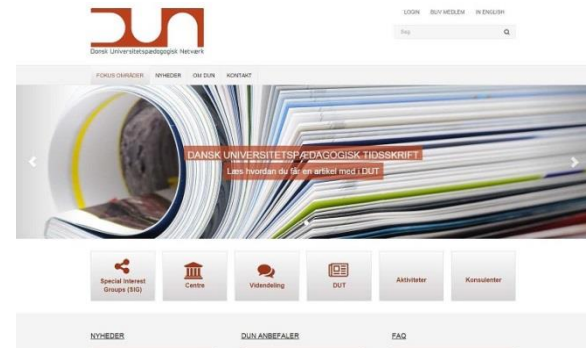 LOGIN BLIV MEDLEM IN ENGLISH
DUN
Dansk Universitetspædagogisk Netværk
Søg
FOKUS OMRÅDER NYHEDER OM DUN KONTAKT
DANSK UNIVERSITETSPÆDAGOGISK TIDSSKRIFT
Læs hvordan du får en artikel med i DUT
Special Interest
Groups (SIG)
Centre
Videndeling
DUT
Aktiviteter
Konsulenter
NYHEDER DUN ANBEFALER FAQ